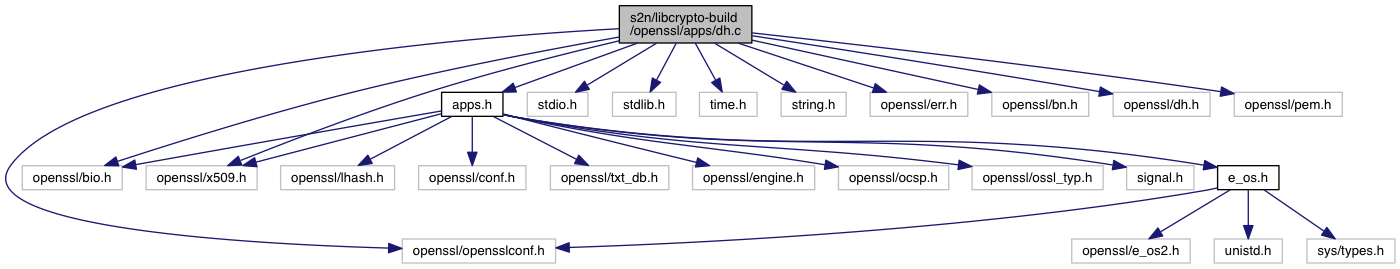 s2n/libcrypto-build
/openssl/apps/dh.c
apps.h
stdio.h
stdlib.h
time.h
string.h
openssl/err.h
openssl/bn.h
openssl/dh.h
openssl/pem.h
openssl/bio.h
openssl/x509.h
openssl/lhash.h
openssl/conf.h
openssl/txt_db.h
openssl/engine.h
openssl/ocsp.h
openssl/ossl_typ.h
signal.h
e_os.h
openssl/opensslconf.h
openssl/e_os2.h
unistd.h
sys/types.h